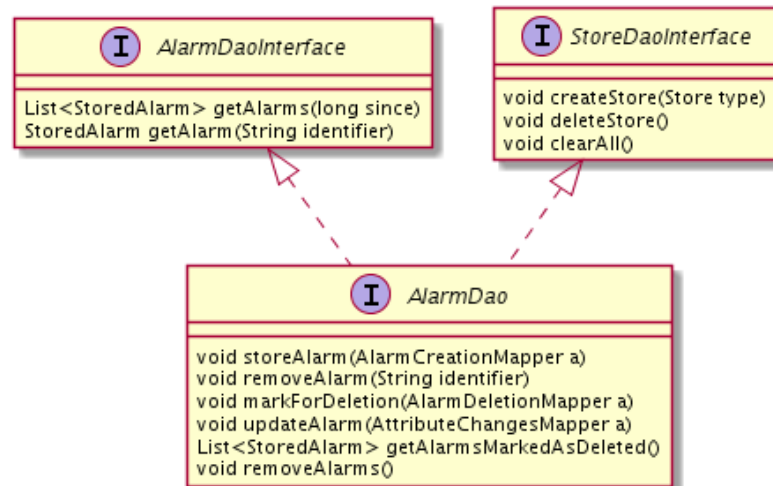 I AlarmDaoInterface
List<StoredAlarm> getAlarms(long since)
StoredAlarm getAlarm(String identifier)
I StoreDaoInterface
void createStore(Store type)
void deleteStore()
void clearAll()
I AlarmDao
void storeAlarm(AlarmCreationMapper a)
void removeAlarm(String identifier)
void markForDeletion(AlarmDeletionMapper a)
void updateAlarm(AttributeChangesMapper a)
List<StoredAlarm> getAlarmsMarkedAsDeleted()
void removeAlarms()